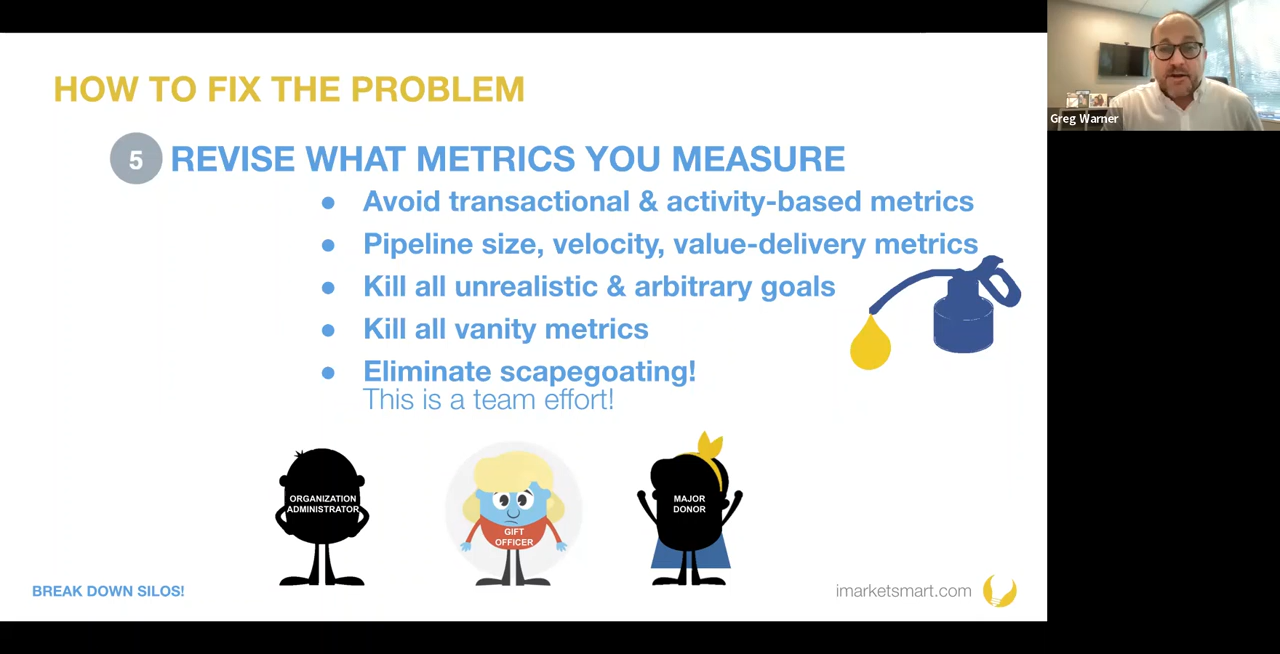 HOW TO FIX THE PROBLEM
5 REVISE WHAT METRICS YOU MEASURE
● Avoid transactional & activity-based metrics
● Pipeline size, velocity, value-delivery metrics
● Kill all unrealistic & arbitrary goals
● Kill all vanity metrics
● Eliminate scapegoating!
This is a team effort!
ORGANIZATION
ADMINISTRATOR
GIFT
OFFICER
MAJOR
DONOR
BREAK DOWN SILOS!
imarketsmart.com
Greg Warner